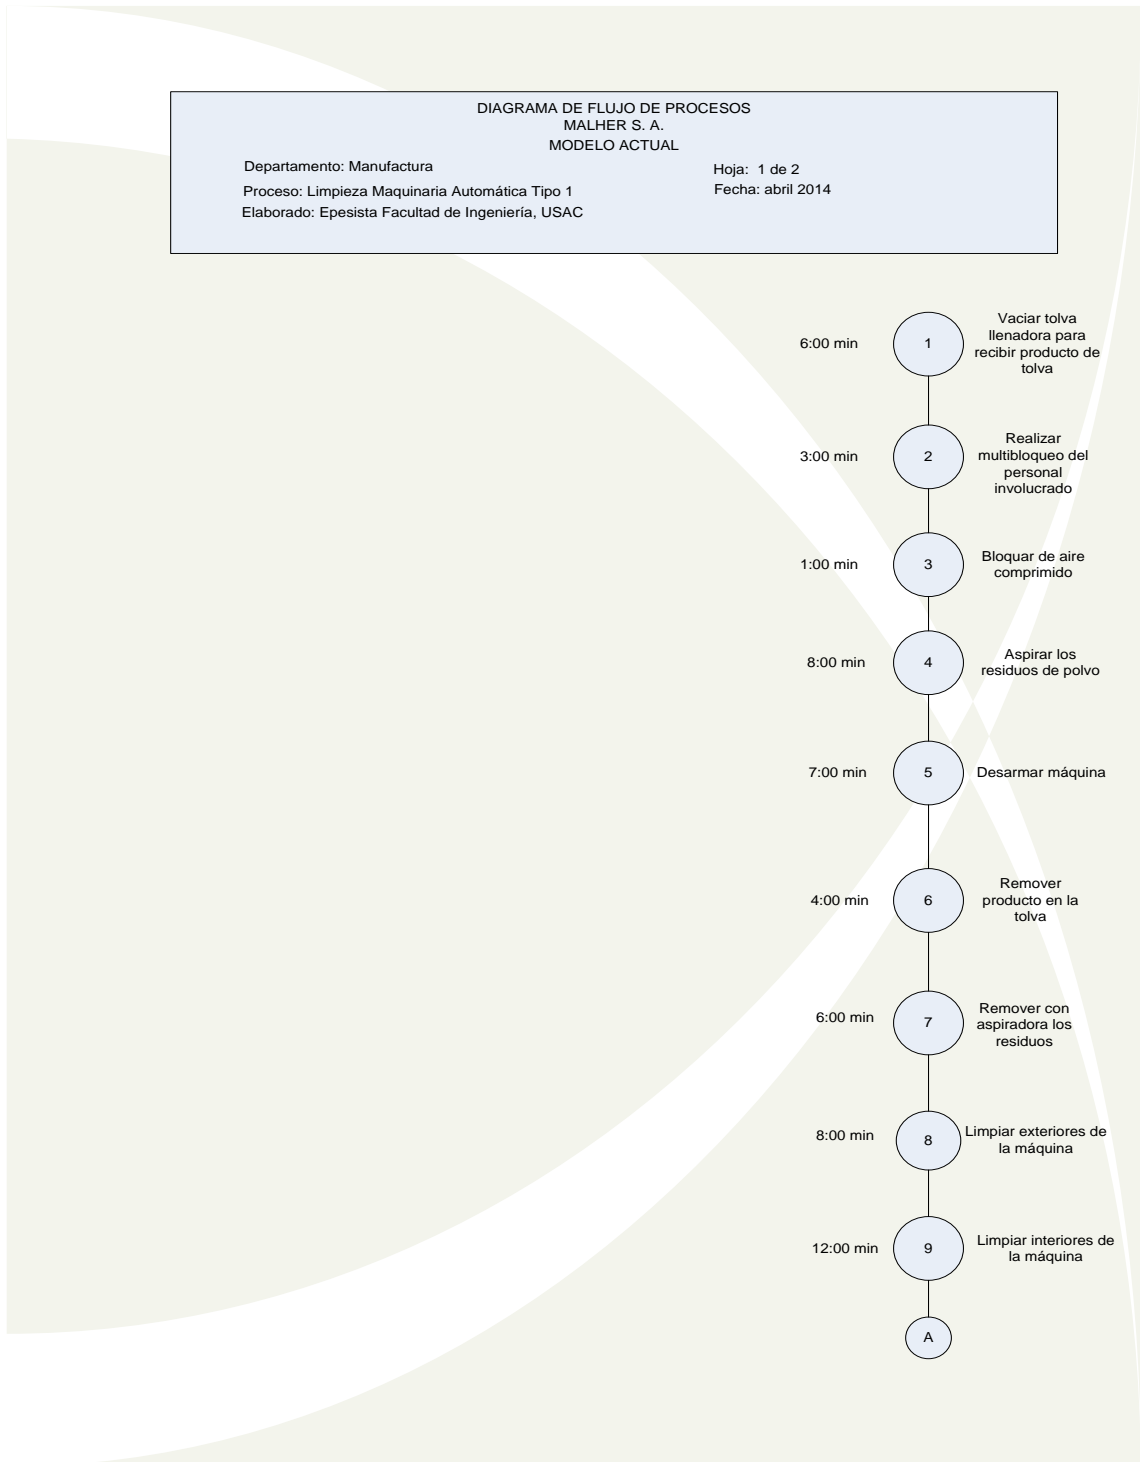 DIAGRAMA DE FLUJO DE PROCESOS
MALHER S. A.
MODELO ACTUAL
Departamento: Manufactura
Hoja: 1 de 2
Proceso: Limpieza Maquinaria Automática Tipo 1
Fecha: abril 2014
Elaborado: Epesista Facultad de Ingeniería, USAC
6:00 min
1
Vaciar tolva
llenadora para
recibir producto de
tolva
3:00 min
2
Realizar
multibloqueo del
personal
involucrado
1:00 min
3
Bloquar de aire
comprimido
8:00 min
4
Aspirar los
residuos de polvo
7:00 min
5
Desarmar máquina
4:00 min
6
Remover
producto en la
tolva
6:00 min
7
Remover con
aspiradora los
residuos
8:00 min
8
Limpiar exteriores de
la máquina
12:00 min
9
Limpiar interiores de
la máquina
A